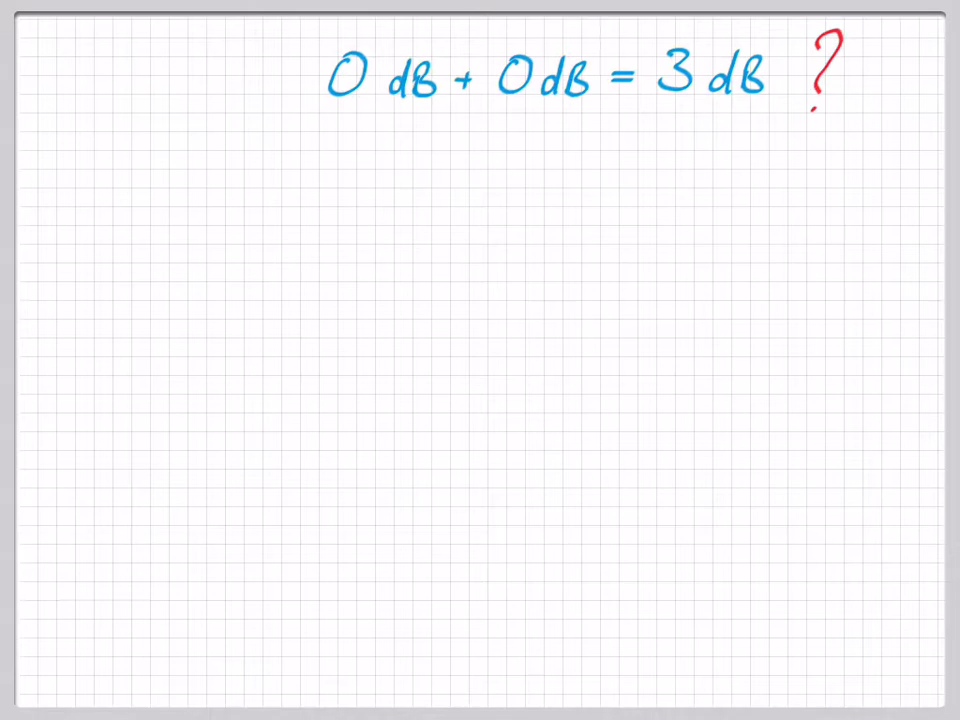 0 dB + 0 dB = 3 dB ?